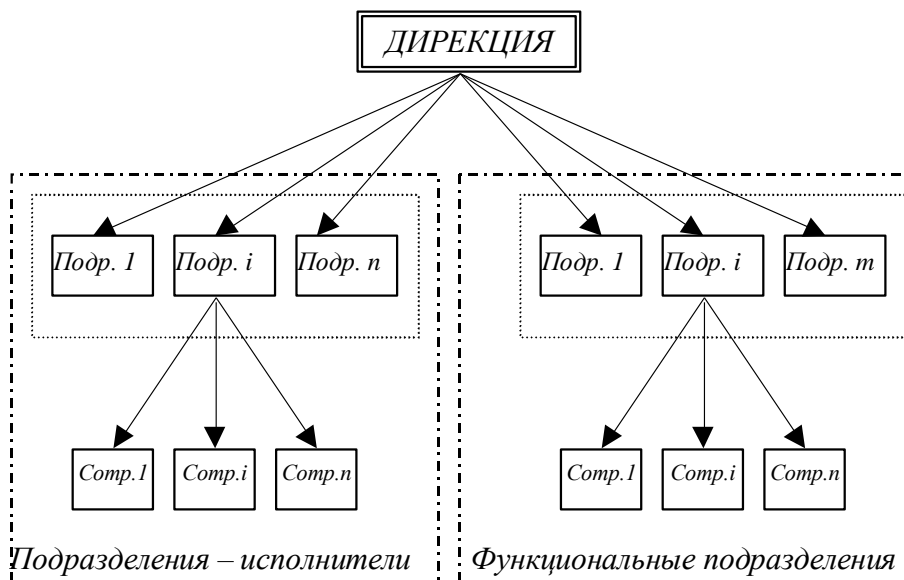 ДИРЕКЦИЯ
Подр. 1 Подр. i Подр. n Подр. 1 Подр. i Подр. m
Сотр.1 Сотр.i Сотр.n Сотр.1 Сотр.i Сотр.n
Подразделения – исполнители Функциональные подразделения